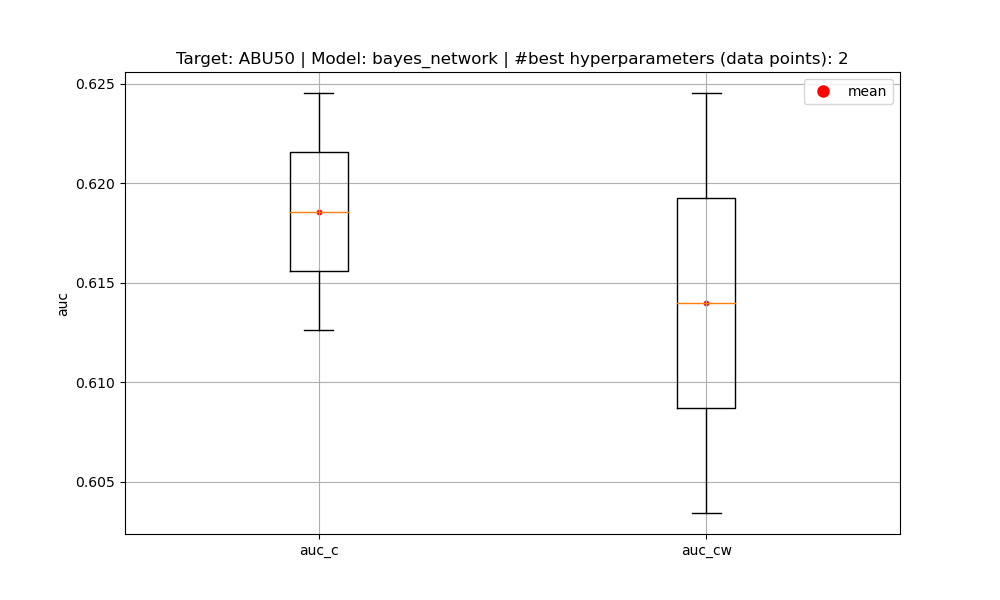 Target: ABU50 | Model: bayes_network | #best hyperparameters (data points): 2
mean
0.625
0.620
0.615
0.610
0.605
auc
auc_c
auc_cw